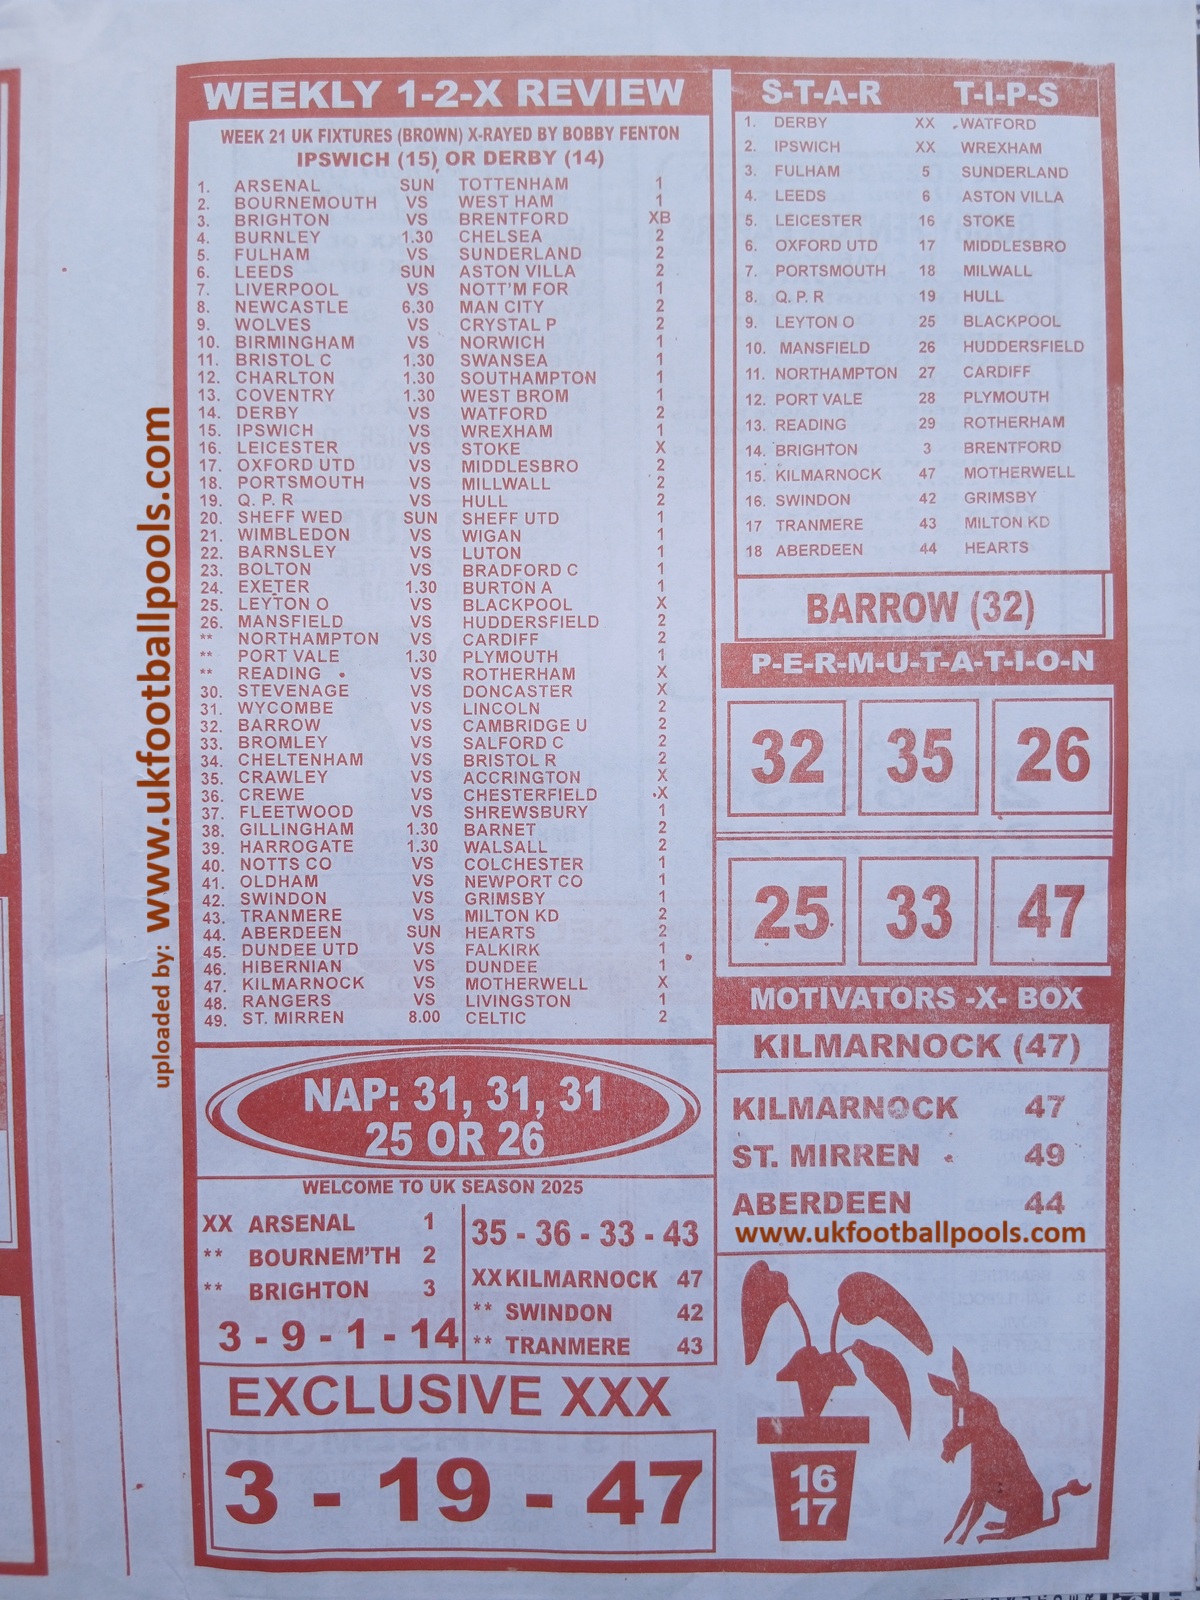 WEEKLY 1-2-X REVIEW
WEEK 21 UK FIXTURES (BROWN) X-RAYED BY BOBBY FENTON
IPSWICH (15) OR DERBY (14)
1. ARSENAL SUN TOTTENHAM 1
2. BOURNEMOUTH VS WEST HAM 1
3. BRIGHTON VS BRENTFORD XB
4. BURNLEY 1.30 CHELSEA 2
5. FULHAM VS SUNDERLAND 2
6. LEEDS SUN ASTON VILLA 2
7. LIVERPOOL VS NOTT'M FOR 1
8. NEWCASTLE 6.30 MAN CITY 2
9. WOLVES VS CRYSTAL P 2
10. BIRMINGHAM VS NORWICH 1
11. BRISTOL C 1.30 SWANSEA 1
12. CHARLTON 1.30 SOUTHAMPTON 1
13. COVENTRY 1.30 WEST BROM 1
14. DERBY VS WATFORD 2
15. IPSWICH VS WREXHAM 1
16. LEICESTER VS STOKE X
17. OXFORD UTD VS MIDDLESBRO 2
18. PORTSMOUTH VS MILLWALL 2
19. Q. P. R VS HULL 2
20. SHEFF WED SUN SHEFF UTD 1
21. WIMBLEDON VS WIGAN 1
22. BARNSLEY VS LUTON 1
23. BOLTON VS BRADFORD C 1
24. EXETER 1.30 BURTON A 1
25. LEYTON O VS BLACKPOOL X
26. MANSFIELD VS HUDDERSFIELD 2
** NORTHAMPTON VS CARDIFF 2
** PORT VALE 1.30 PLYMOUTH 1
** READING VS ROTHERHAM X
30. STEVENAGE VS DONCASTER X
31. WYCOMBE VS LINCOLN 2
32. BARROW VS CAMBRIDGE U 2
33. BROMLEY VS SALFORD C 2
34. CHELTENHAM VS BRISTOL R 2
35. CRAWLEY VS ACCRINGTON X
36. CREWE VS CHESTERFIELD X
37. FLEETWOOD VS SHREWSBURY 1
38. GILLINGHAM 1.30 BARNET 2
39. HARROGATE 1.30 WALSALL 2
40. NOTTS CO VS COLCHESTER 1
41. OLDHAM VS NEWPORT CO 1
42. SWINDON VS GRIMSBY 1
43. TRANMERE VS MILTON KD 2
44. ABERDEEN SUN HEARTS 2
45. DUNDEE UTD VS FALKIRK 1
46. HIBERNIAN VS DUNDEE 1
47. KILMARNOCK VS MOTHERWELL X
48. RANGERS VS LIVINGSTON 1
49. ST. MIRREN 8.00 CELTIC 2
NAP: 31, 31, 31
25 OR 26
WELCOME TO UK SEASON 2025
XX ARSENAL 1
** BOURNEM'TH 2
** BRIGHTON 3
3 - 9 - 1 - 14
35 - 36 - 33 - 43
XX KILMARNOCK 47
** SWINDON 42
** TRANMERE 43
EXCLUSIVE XXX
3 - 19 - 47
S-T-A-R T-I-P-S
1. DERBY XX WATFORD
2. IPSWICH XX WREXHAM
3. FULHAM 5 SUNDERLAND
4. LEEDS 6 ASTON VILLA
5. LEICESTER 16 STOKE
6. OXFORD UTD 17 MIDDLESBRO
7. PORTSMOUTH 18 MILWALL
8. Q. P. R 19 HULL
9. LEYTON O 25 BLACKPOOL
10. MANSFIELD 26 HUDDERSFIELD
11. NORTHAMPTON 27 CARDIFF
12. PORT VALE 28 PLYMOUTH
13. READING 29 ROTHERHAM
14. BRIGHTON 3 BRENTFORD
15. KILMARNOCK 47 MOTHERWELL
16. SWINDON 42 GRIMSBY
17 TRANMERE 43 MILTON KD
18 ABERDEEN 44 HEARTS
BARROW (32)
P-E-R-M-U-T-A-T-I-O-N
32 35 26
25 33 47
MOTIVATORS -X- BOX
KILMARNOCK (47)
KILMARNOCK 47
ST. MIRREN 49
ABERDEEN 44
www.ukfootballpools.com
16
17
uploaded by: www.ukfootballpools.com